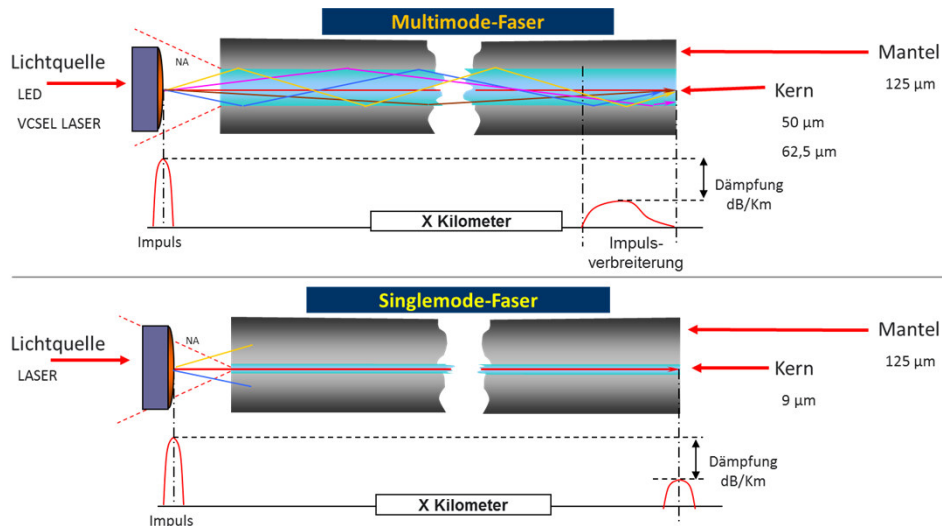 Multimode-Faser
Lichtquelle
LED
VCSEL LASER
NA
Mantel
125 µm
Kern
50 µm
62,5 µm
Dämpfung
dB/Km
X Kilometer
Impuls
Impuls-
verbreiterung
Singlemode-Faser
Lichtquelle
LASER
NA
Mantel
125 µm
Kern
9 µm
Dämpfung
dB/Km
X Kilometer
Impuls